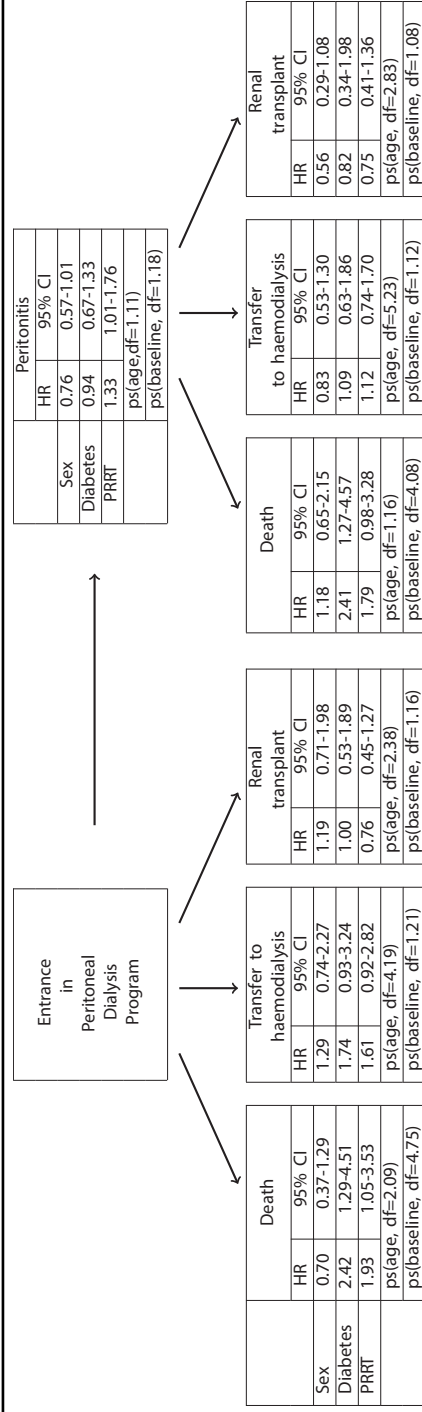 Entrance
in
Peritoneal
Dialysis
Program
Peritonitis
HR 95% CI
Sex 0.76 0.57-1.01
Diabetes 0.94 0.67-1.33
PRRT 1.33 1.01-1.76
ps(age,df=1.11)
ps(baseline, df=1.18)
Death
HR 95% CI
Sex 0.70 0.37-1.29
Diabetes 2.42 1.29-4.51
PRRT 1.93 1.05-3.53
ps(age, df=2.09)
ps(baseline, df=4.75)
Transfer to
haemodialysis
HR 95% CI
1.29 0.74-2.27
1.74 0.93-3.24
1.61 0.92-2.82
ps(age, df=4.19)
ps(baseline, df=1.21)
Renal
transplant
HR 95% CI
1.19 0.71-1.98
1.00 0.53-1.89
0.76 0.45-1.27
ps(age, df=2.38)
ps(baseline, df=1.16)
Death
HR 95% CI
1.18 0.65-2.15
2.41 1.27-4.57
1.79 0.98-3.28
ps(age, df=1.16)
ps(baseline, df=4.08)
Transfer
to haemodialysis
HR 95% CI
0.83 0.53-1.30
1.09 0.63-1.86
1.12 0.74-1.70
ps(age, df=5.23)
ps(baseline, df=1.12)
Renal
transplant
HR 95% CI
0.56 0.29-1.08
0.82 0.34-1.98
0.75 0.41-1.36
ps(age, df=2.83)
ps(baseline, df=1.08)